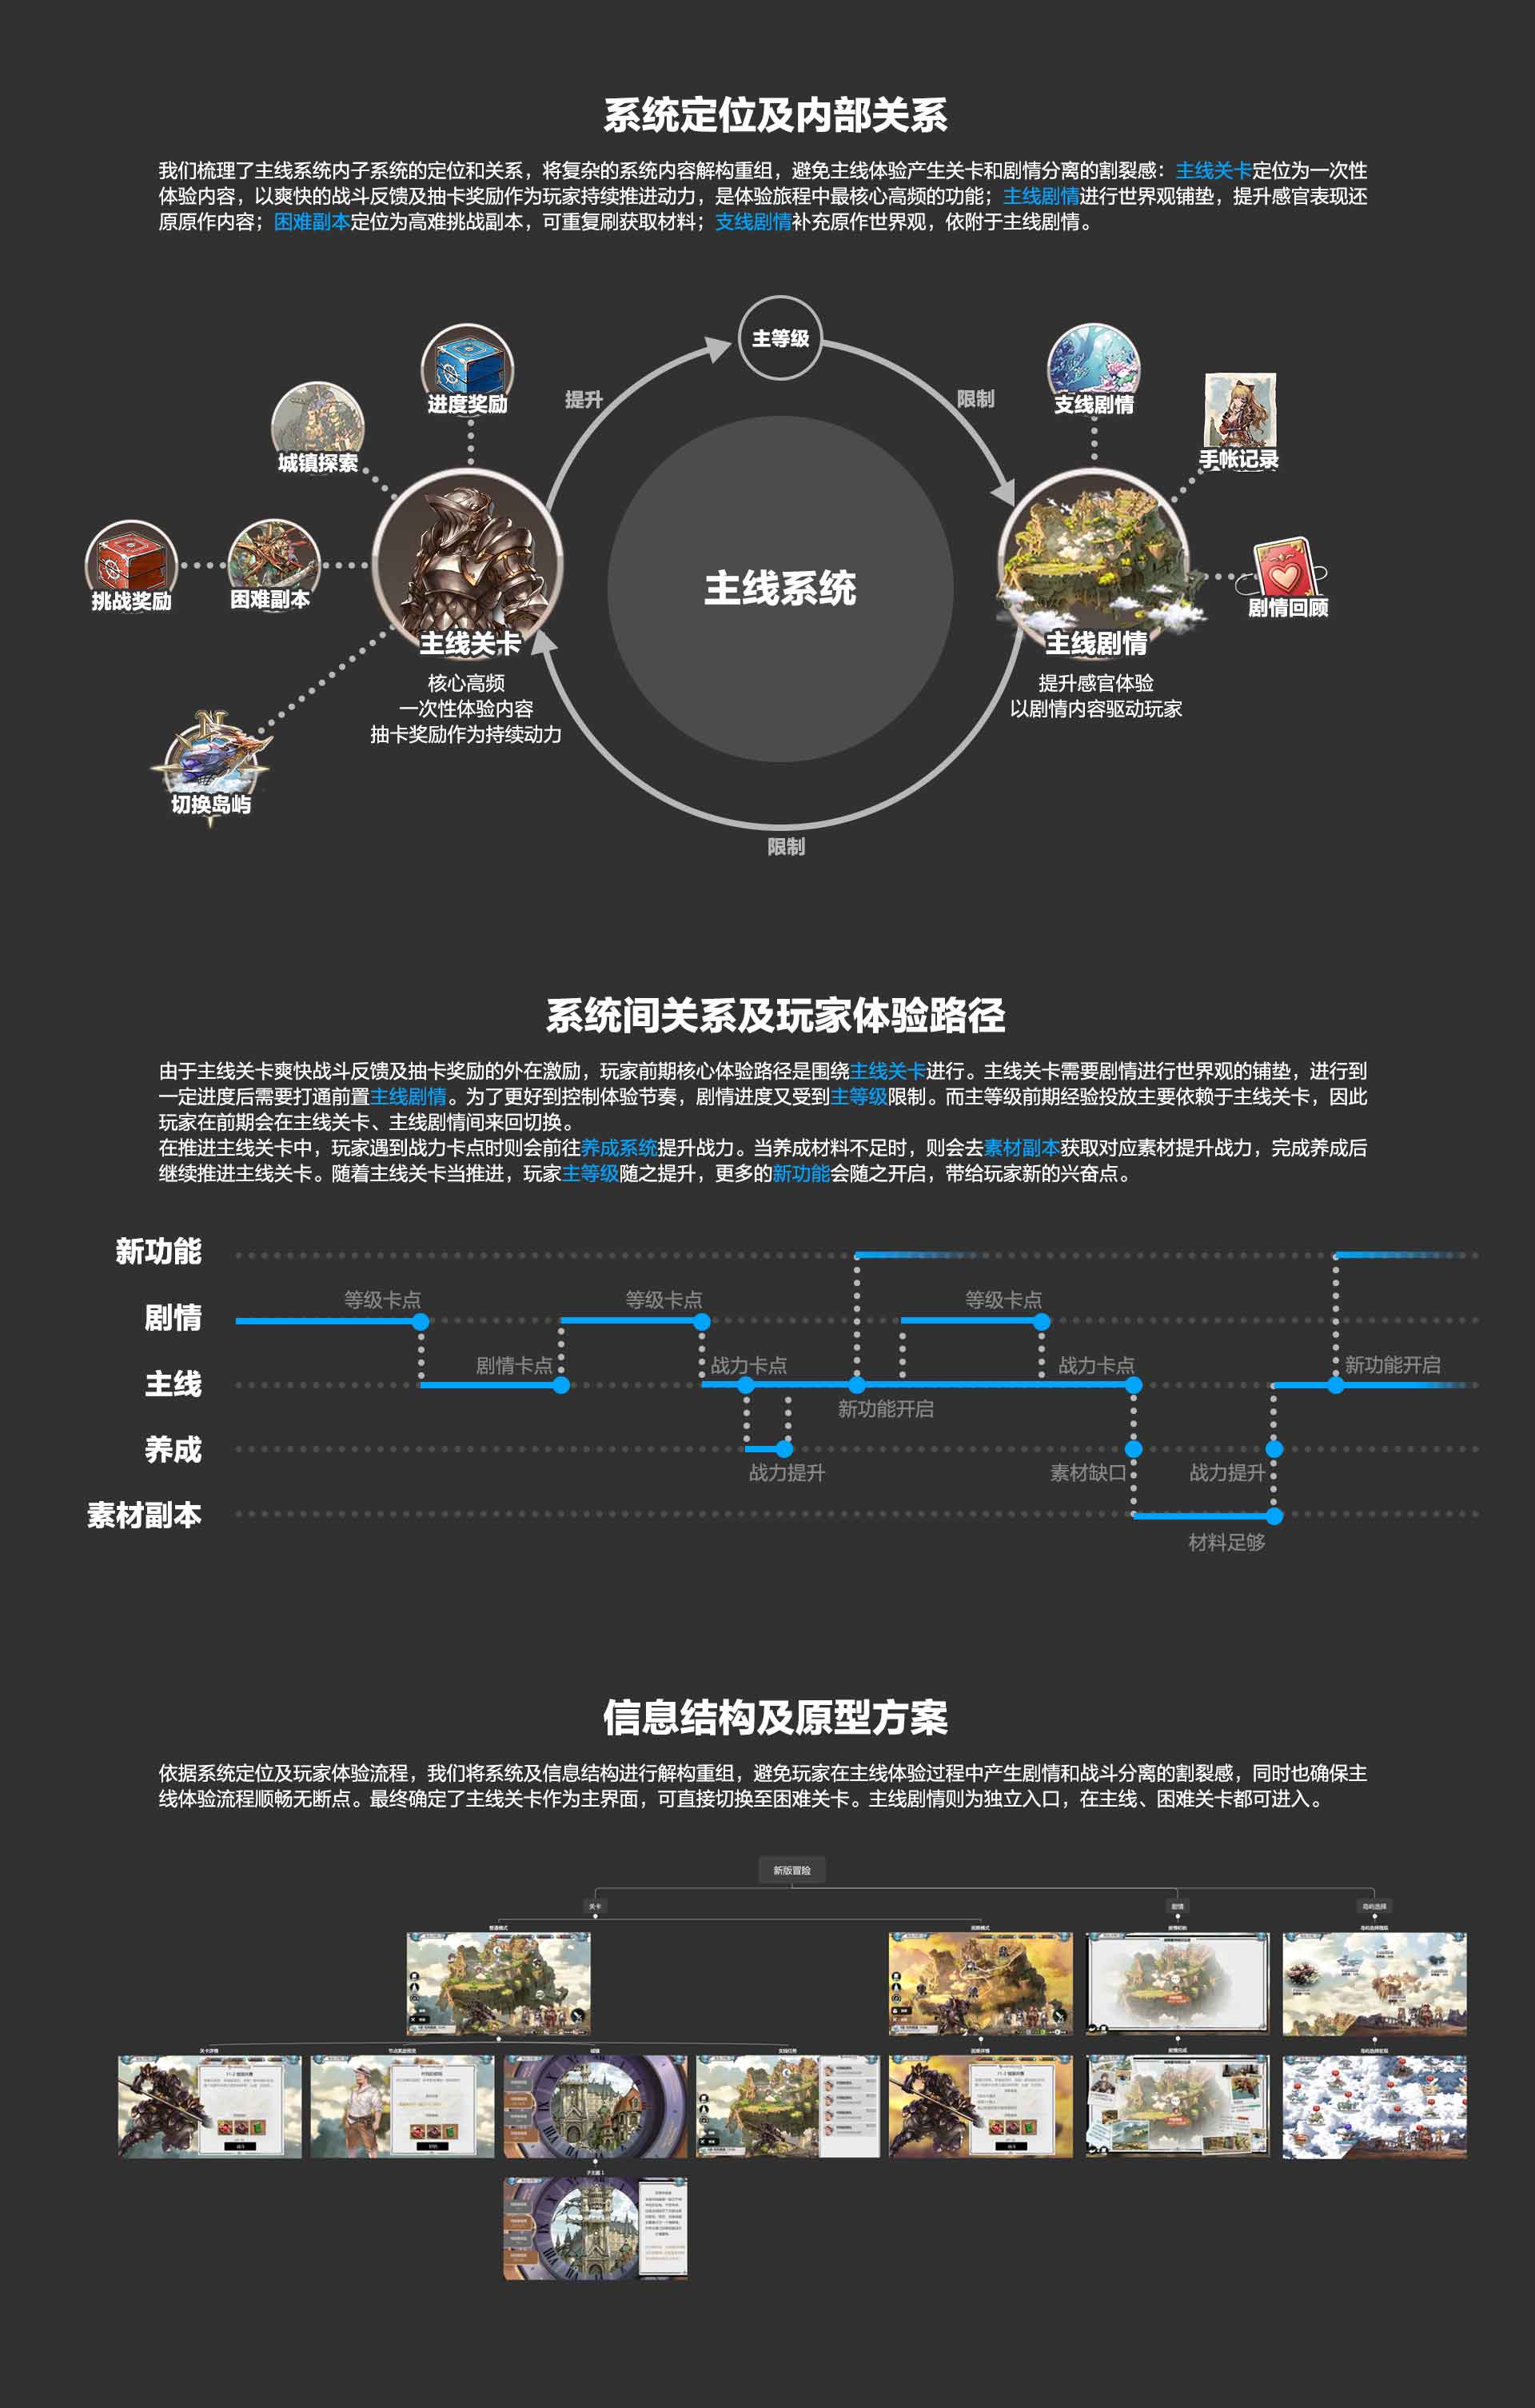 系统定位及内部关系
我们梳理了主线系统内子系统的定位和关系，将复杂的系统内容解构重组，避免主线体验产生关卡和剧情分离的割裂感：主线关卡定位为一次性
体验内容，以爽快的战斗反馈及抽卡奖励作为玩家持续推进动力，是体验旅程中最核心高频的功能；主线剧情进行世界观铺垫，提升感官表现还
原原作内容；困难副本定位为高难挑战副本，可重复刷获取材料；支线剧情补充原作世界观，依附于主线剧情。
主等级
提升
限制
进度奖励
城镇探索
挑战奖励
困难副本
主线关卡
核心高频
一次性体验内容
抽卡奖励作为持续动力
N
切换岛屿
主线系统
支线剧情
手帐记录
剧情回顾
主线剧情
提升感官体验
以剧情内容驱动玩家
限制
系统间关系及玩家体验路径
由于主线关卡爽快战斗反馈及抽卡奖励的外在激励，玩家前期核心体验路径是围绕主线关卡进行。主线关卡需要剧情进行世界观的铺垫，进行到
一定进度后需要打通前置主线剧情。为了更好到控制体验节奏，剧情进度又受到主等级限制。而主等级前期经验投放主要依赖于主线关卡，因此
玩家在前期会在主线关卡、主线剧情间来回切换。
在推进主线关卡中，玩家遇到战力卡点时则会前往养成系统提升战力。当养成材料不足时，则会去素材副本获取对应素材提升战力，完成养成后
继续推进主线关卡。随着主线关卡当推进，玩家主等级随之提升，更多的新功能会随之开启，带给玩家新的兴奋点。
新功能
等级卡点 等级卡点 等级卡点
剧情
剧情卡点 战力卡点 战力卡点 新功能开启
主线
新功能开启
养成
战力提升 素材缺口 战力提升
素材副本
材料足够
信息结构及原型方案
依据系统定位及玩家体验流程，我们将系统及信息结构进行解构重组，避免玩家在主线体验过程中产生剧情和战斗分离的割裂感，同时也确保主
线体验流程顺畅无断点。最终确定了主线关卡作为主界面，可直接切换至困难关卡。主线剧情则为独立入口，在主线、困难关卡都可进入。
新版冒险
关卡 剧情 岛屿选择
普通模式 困难模式
关卡详情 城镇 支线任务 困难详情
子主题 1